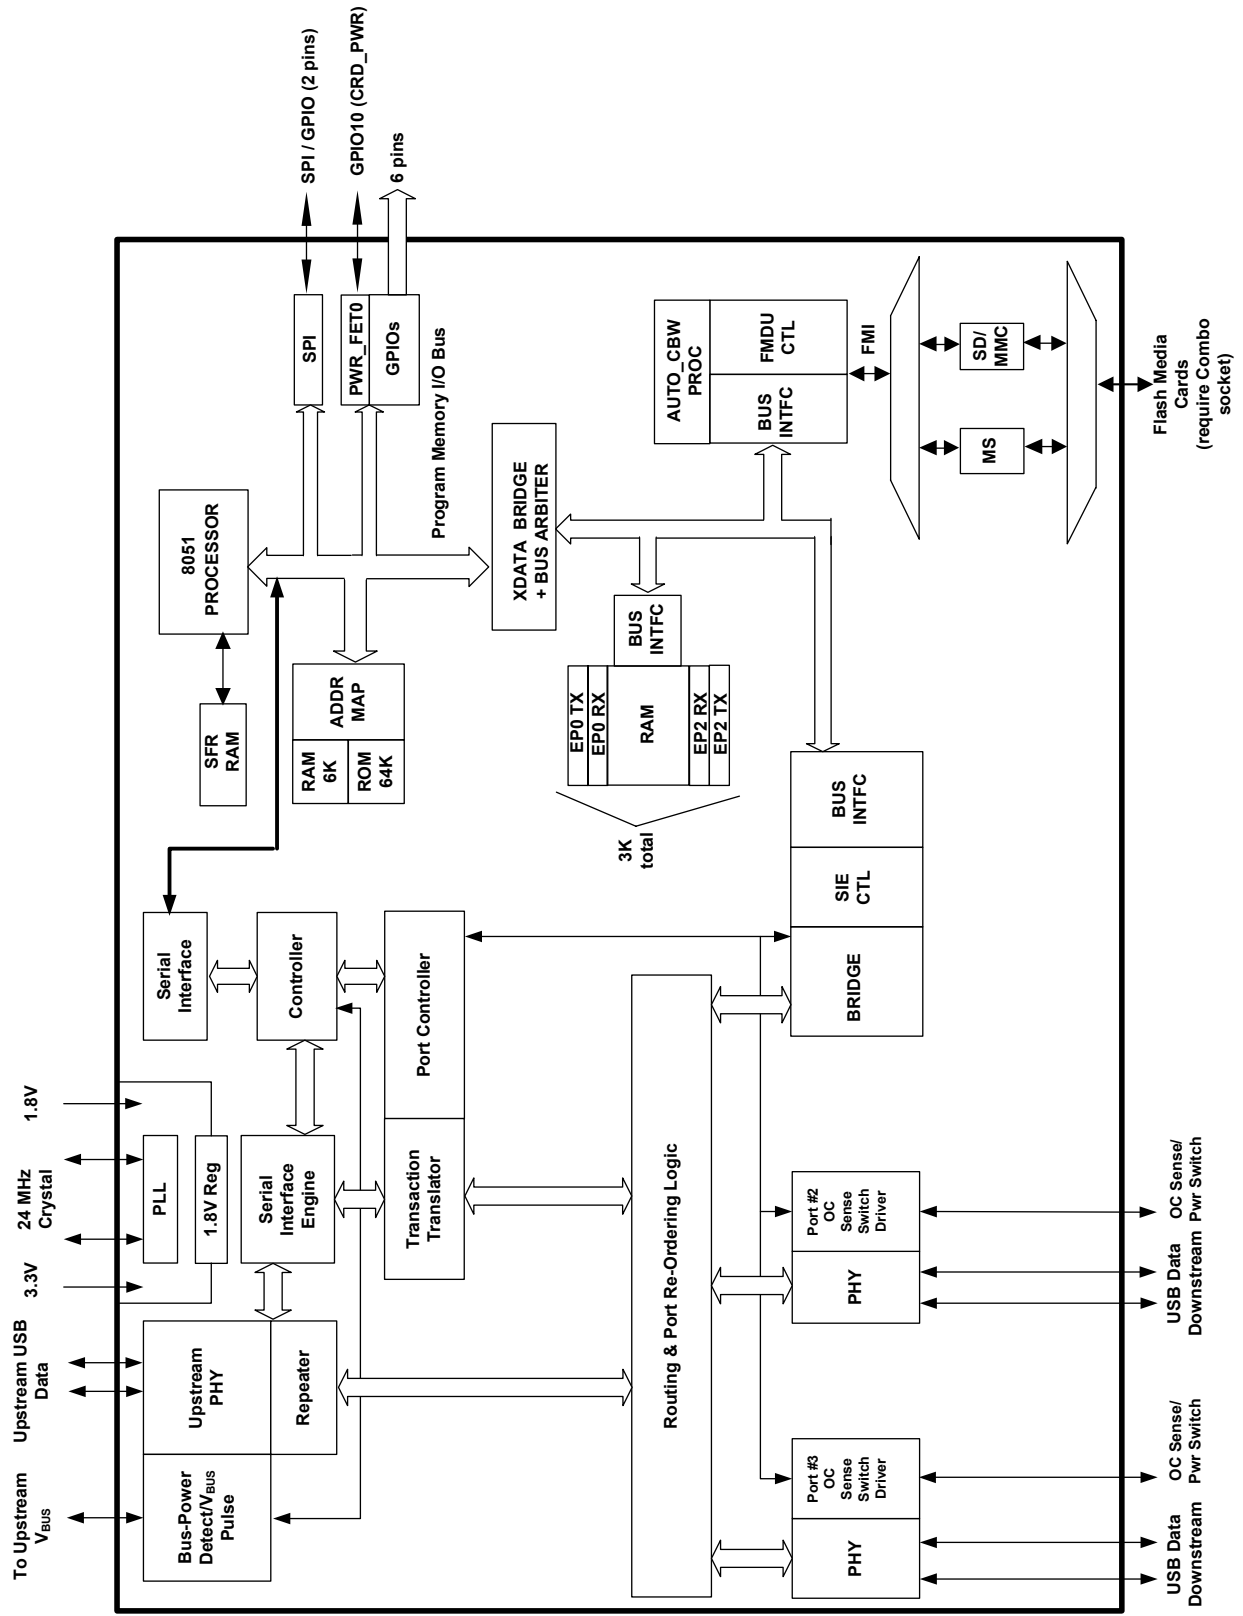 To Upstream
VBUS
Upstream USB
Data
3.3V
24 MHz
Crystal
1.8V
Bus-Power
Detect/VBUS
Pulse
Upstream
PHY
Repeater
PLL
1.8V Reg
Serial
Interface
Engine
Serial
Interface
Controller
Transaction
Translator
Port Controller
SFR
RAM
8051
PROCESSOR
RAM
6K
ROM
64K
ADDR
MAP
SPI
SPI / GPIO (2 pins)
PWR_FET0
GPIO10 (CRD_PWR)
GPIOs
6 pins
Program Memory I/O Bus
XDATA BRIDGE
+ BUS ARBITER
3K
total
EP0 TX
EP0 RX
RAM
EP2 RX
EP2 TX
BUS
INTFC
AUTO_CBW
PROC
BUS
INTFC
FMDU
CTL
FMI
Routing & Port Re-Ordering Logic
BRIDGE
SIE
CTL
BUS
INTFC
MS
SD/
MMC
PHY
Port #3
OC
Sense
Switch
Driver
PHY
Port #2
OC
Sense
Switch
Driver
USB Data
Downstream
OC Sense/
Pwr Switch
USB Data
Downstream
OC Sense/
Pwr Switch
Flash Media
Cards
(require Combo
socket)